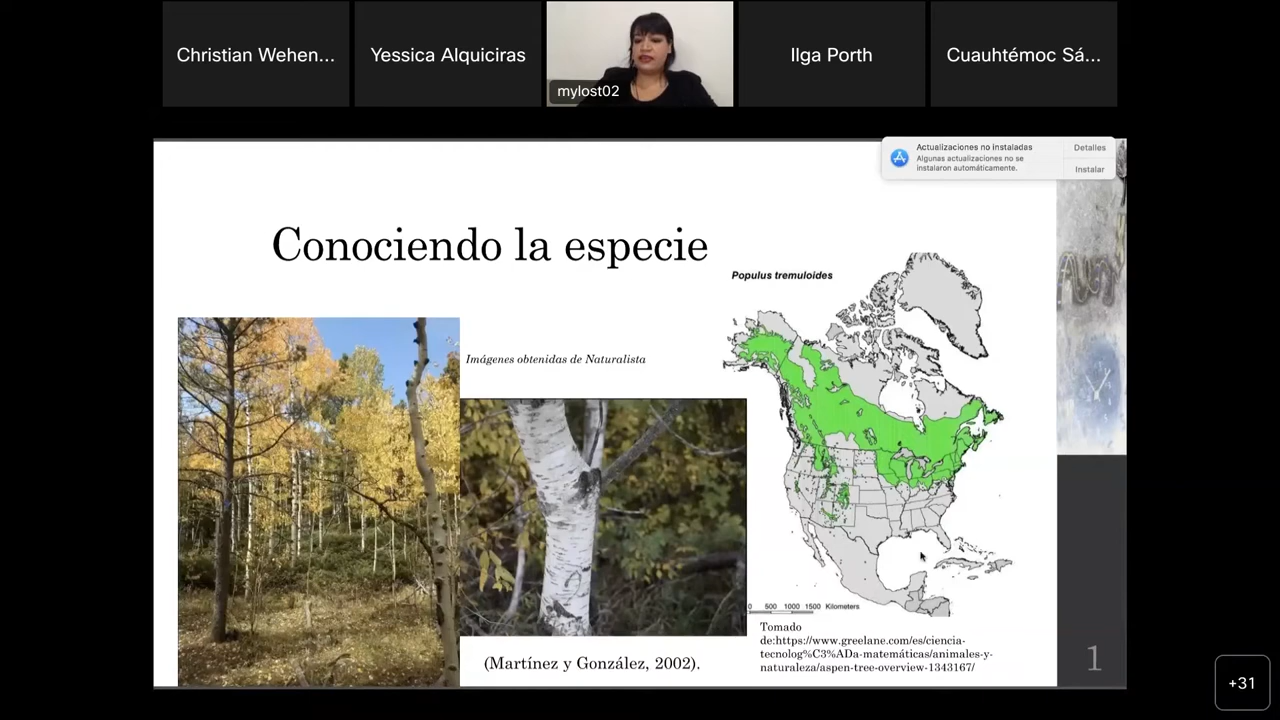 Christian Wehen...
Yessica Alquiciras
mylost02
Ilga Porth
Cuauhtémoc Sá...
Actualizaciones no instaladas
Algunas actualizaciones no se
instalaron automáticamente.
Detalles
Instalar
Conociendo la especie
Populus tremuloides
Imágenes obtenidas de Naturalista
0 500 1000 1500 Kilometers
(Martínez y González, 2002).
Tomado
de:https://www.greelane.com/es/ciencia-
tecnolog%C3%ADa-matemáticas/animales-y-
naturaleza/aspen-tree-overview-1343167/
1
+31